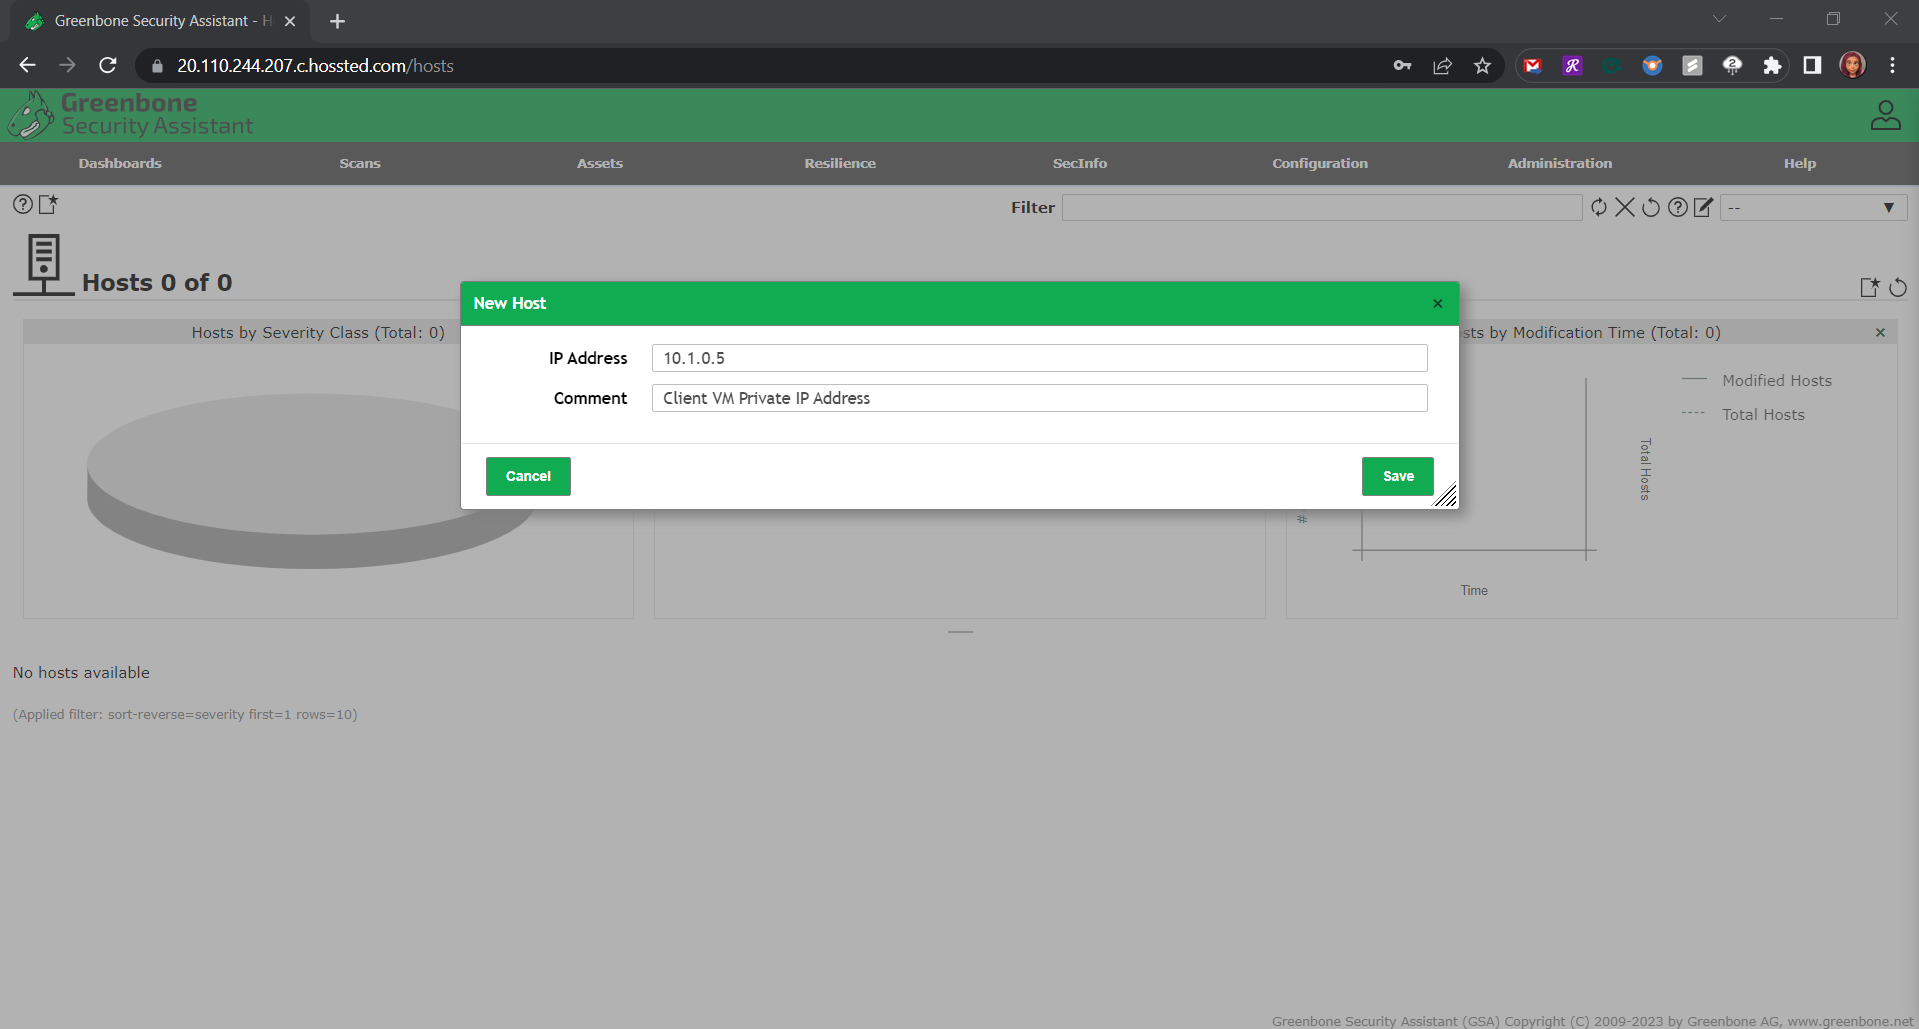 Greenbone Security Assistant - H
20.110.244.207.c.hossted.com/hosts
2
Greenbone
Security Assistant
Dashboards Scans Assets Resilience SecInfo Configuration Administration Help
Filter
--
Hosts 0 of 0
New Host
Hosts by Severity Class (Total: 0)
sts by Modification Time (Total: 0)
IP Address 10.1.0.5
Comment Client VM Private IP Address
Cancel Save
Modified Hosts
Total Hosts
Total Hosts
#
Time
No hosts available
(Applied filter: sort-reverse=severity first=1 rows=10)
Greenbone Security Assistant (GSA) Copyright (C) 2009-2023 by Greenbone AG, www.greenbone.net